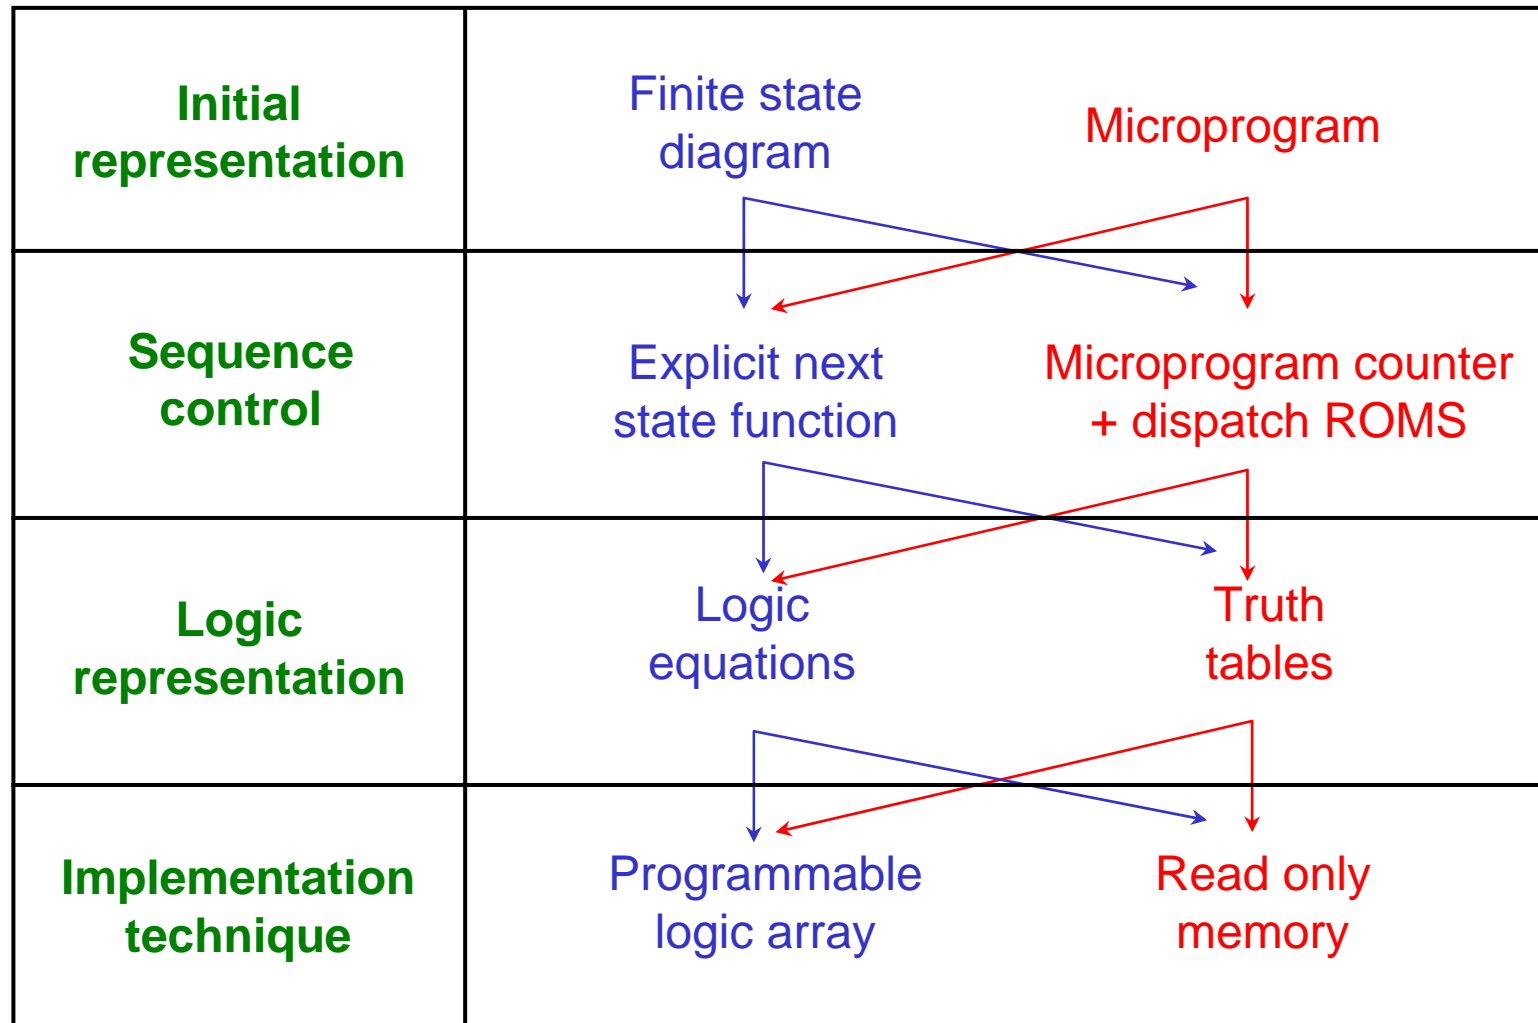 Initial
representation
Finite state
diagram
Microprogram
Sequence
control
Explicit next
state function
Microprogram counter
+ dispatch ROMS
Logic
representation
Logic
equations
Truth
tables
Implementation
technique
Programmable
logic array
Read only
memory